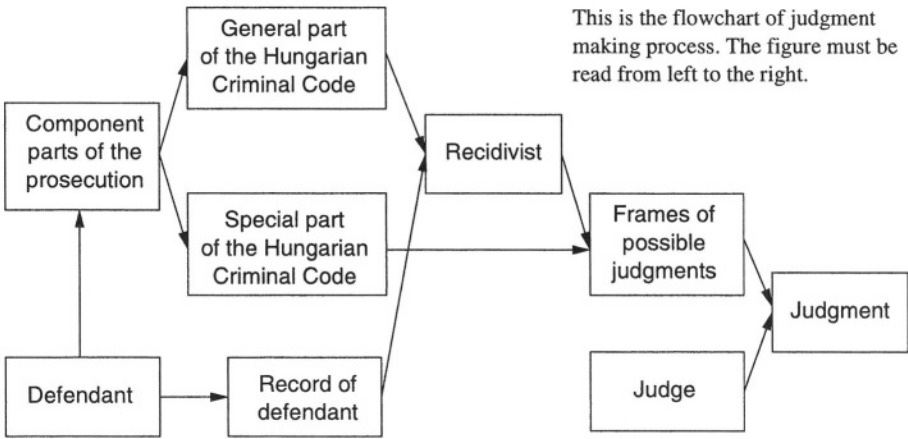 General part
of the Hungarian
Criminal Code
This is the flowchart of judgment
making process. The figure must be
read from left to the right.
Component
parts of the
prosecution
Recidivist
Special part
of the Hungarian
Criminal Code
Frames of
possible
judgments
Judgment
Defendant
Record of
defendant
Judge